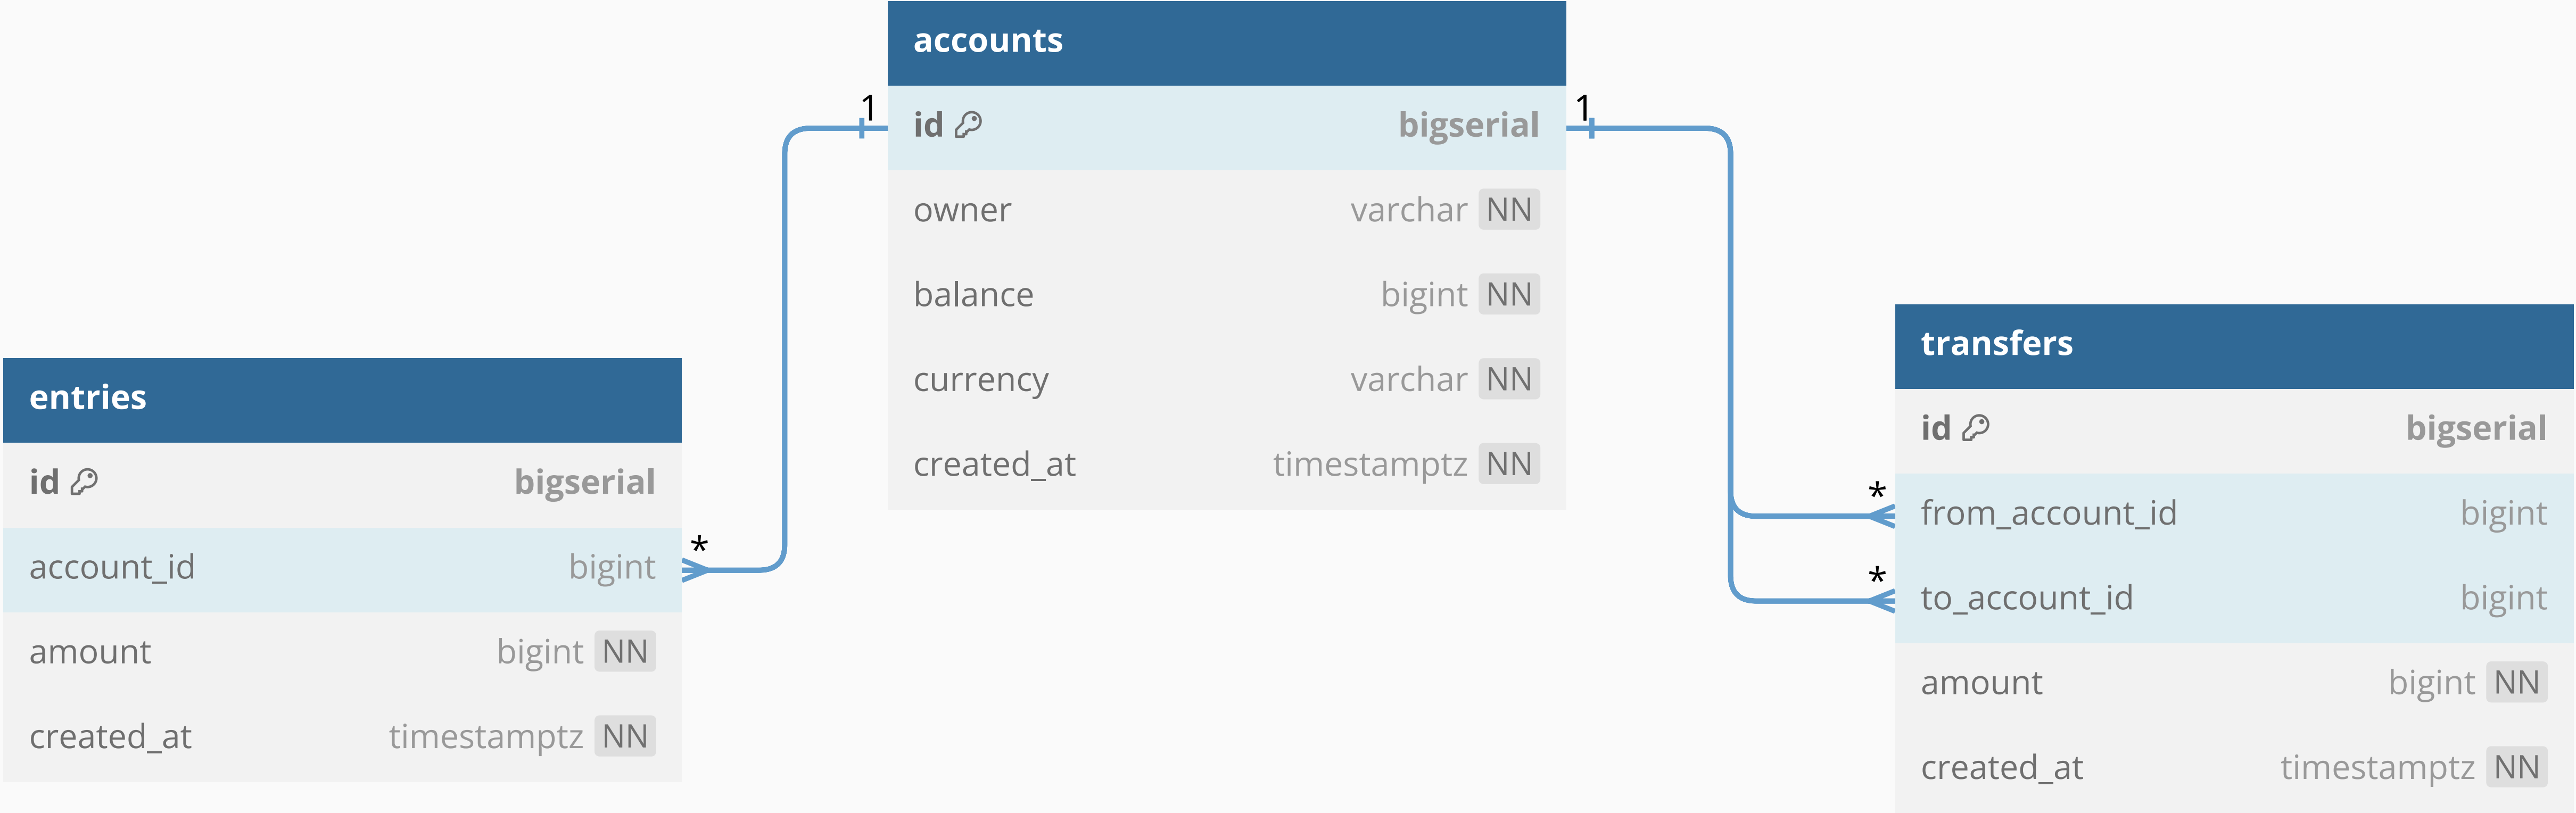 accounts
1
id bigserial
1
owner varchar NN
balance bigint NN
currency varchar NN
created_at timestamptz NN
entries
id bigserial
*
account_id bigint
amount bigint NN
created_at timestamptz NN
transfers
id bigserial
*
from_account_id bigint
*
to_account_id bigint
amount bigint NN
created_at timestamptz NN